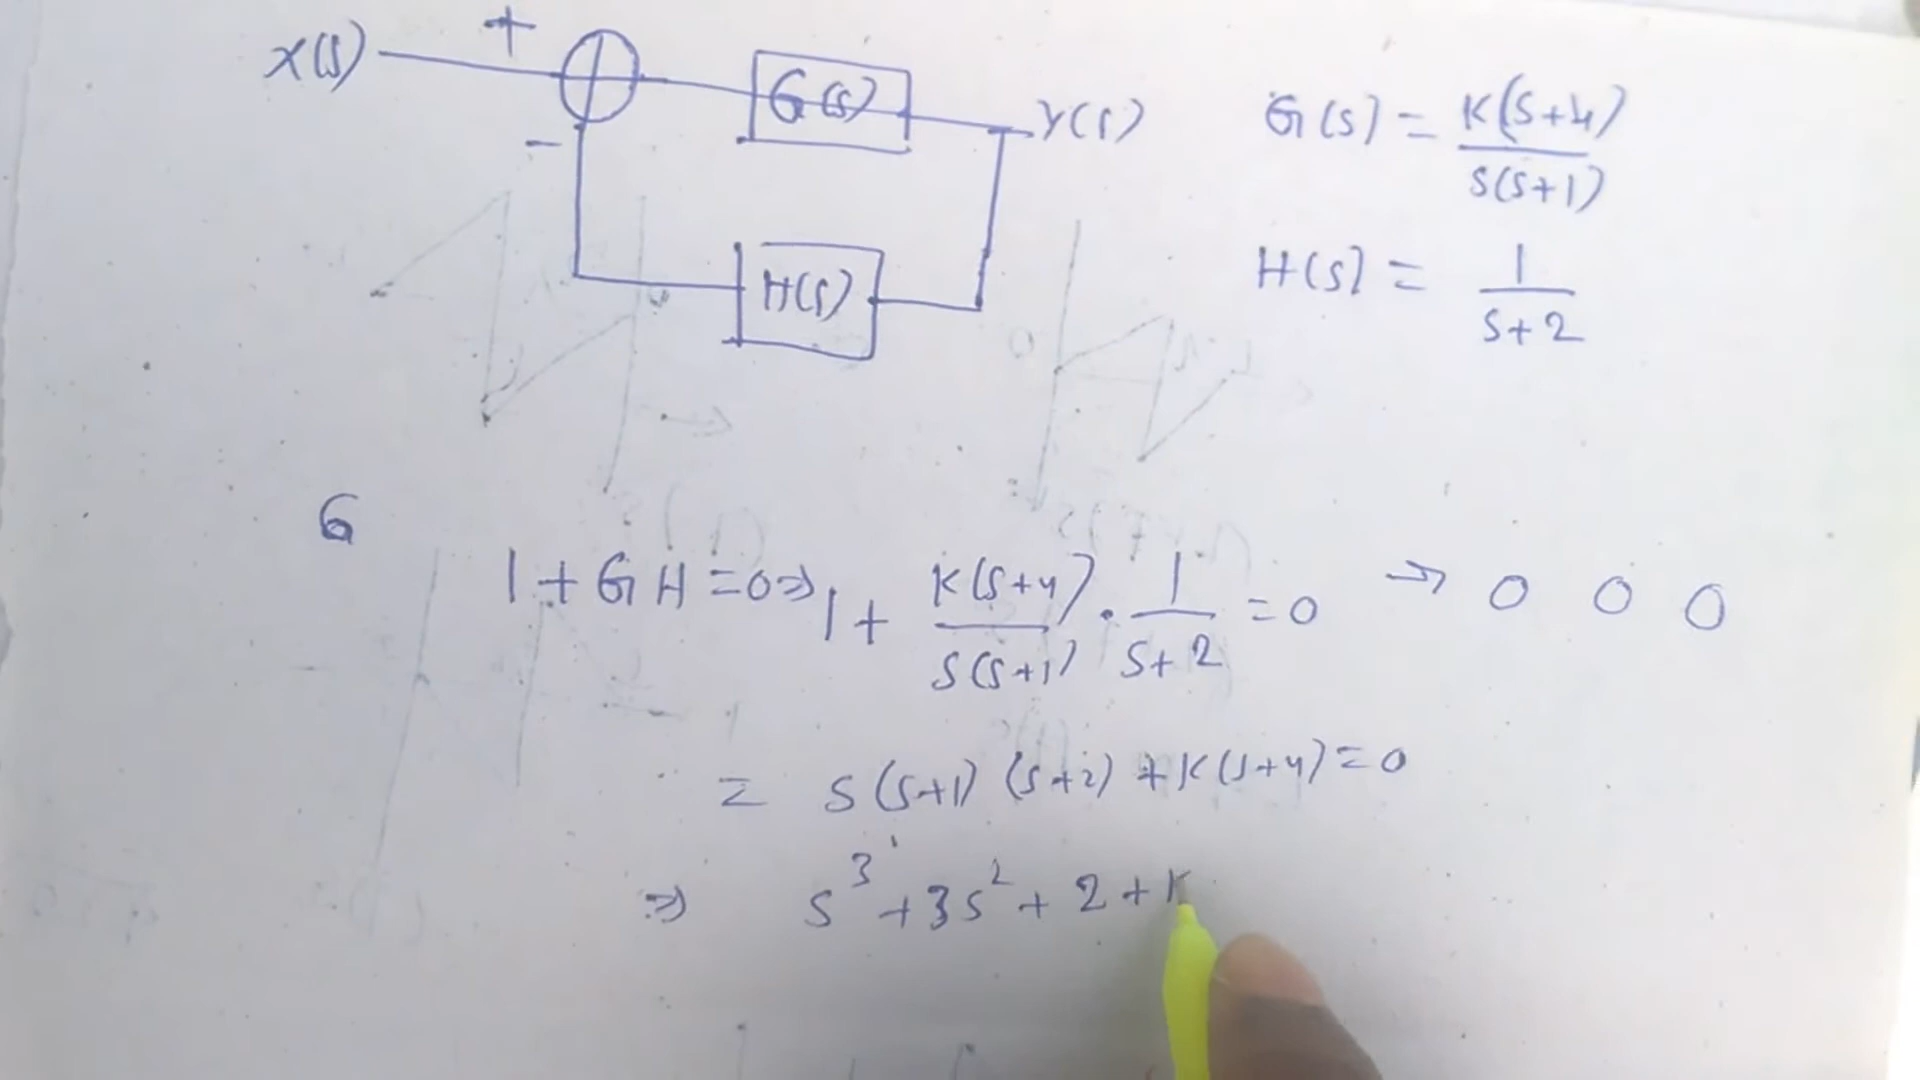 X(s) + G(s) Y(s)
-
H(s)
G(s) = K(s+4) / s(s+1)
H(s) = 1 / s+2
G
1 + GH = 0 ⇒ 1 + K(s+4) / s(s+1) . 1 / s+2 = 0 → 0 0 0
= s(s+1) (s+2) + K(s+4) = 0
⇒ s³ + 3s² + 2 + K